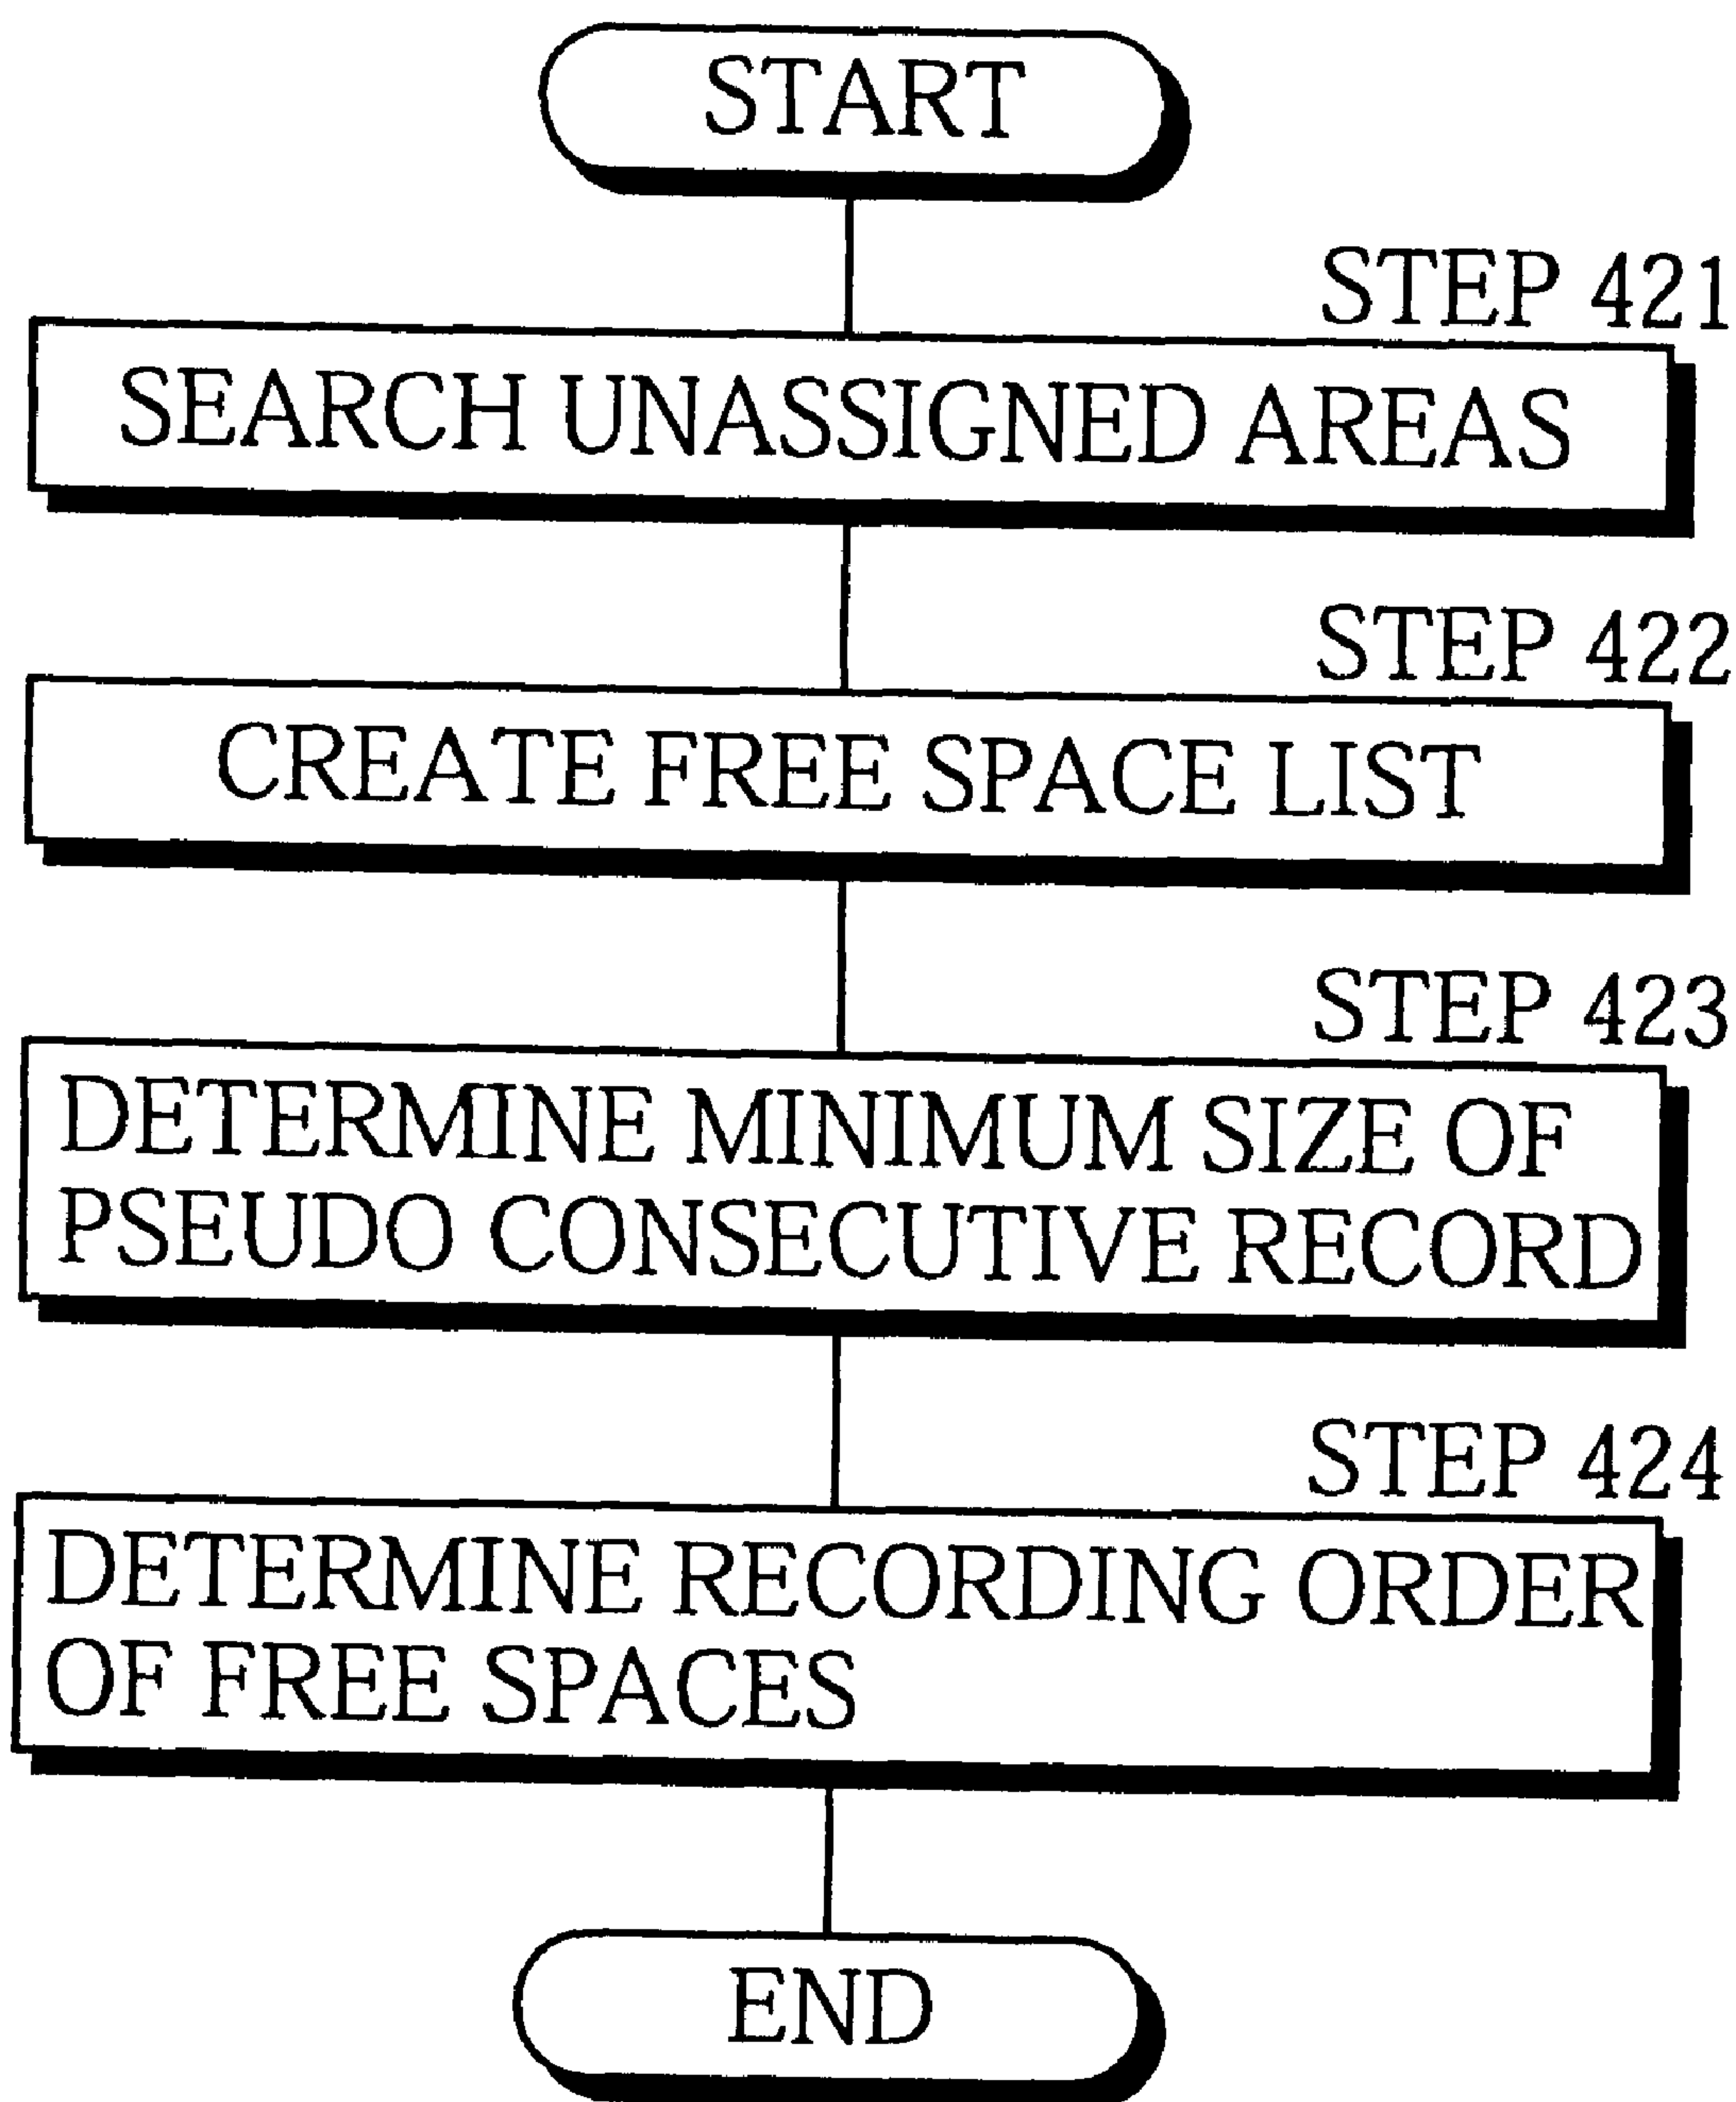 START
STEP 421
SEARCH UNASSIGNED AREAS
STEP 422
CREATE FREE SPACE LIST
STEP 423
DETERMINE MINIMUM SIZE OF
PSEUDO CONSECUTIVE RECORD
STEP 424
DETERMINE RECORDING ORDER
OF FREE SPACES
END